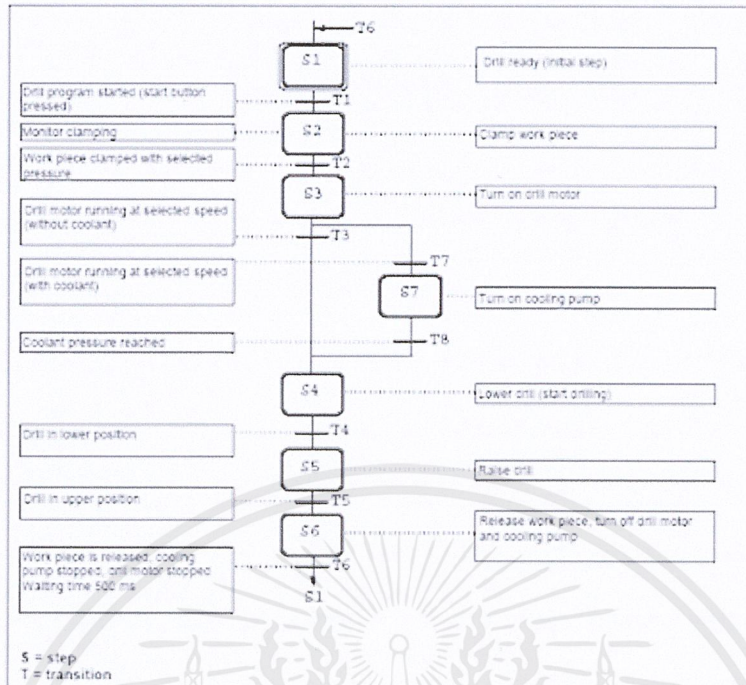 T6
S1
Drill ready (initial step)
Drill program started (start button
pressed)
T1
Monitor clamping
S2
Clamp work piece
Work piece clamped with selected
pressure
T2
S3
Turn on drill motor
Drill motor running at selected speed
(without coolant)
T3
Drill motor running at selected speed
(with coolant)
T7
S7
Turn on cooling pump
Coolant pressure reached
T8
S4
Lower drill (start drilling)
Drill in lower position
T4
S5
Raise drill
Drill in upper position
T5
S6
Release work piece, turn off drill motor
and cooling pump
Work piece is released, cooling
pump stopped, drill motor stopped
Waiting time 500 ms
T6
S1
S = step
T = transition